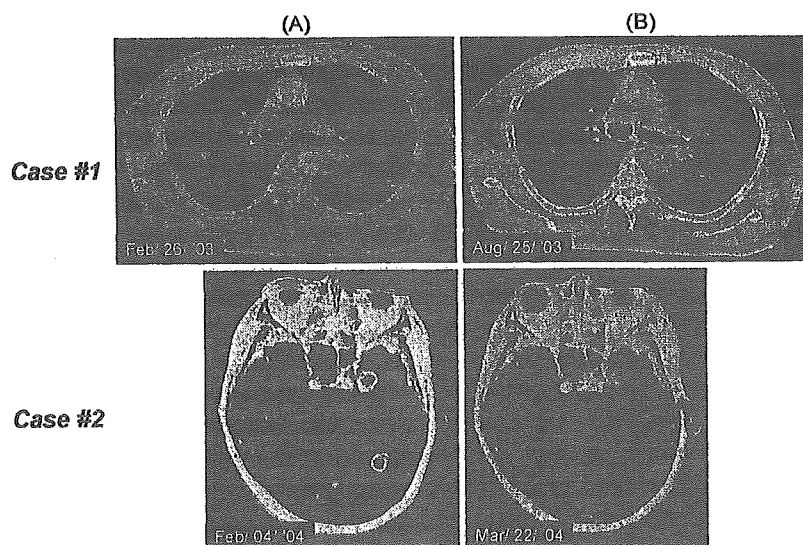 (A)
(B)
Case #1
Feb/ 26/ '03
Aug/ 25/ '03
Case #2
Feb/ 04/ '04
Mar/ 22/ '04